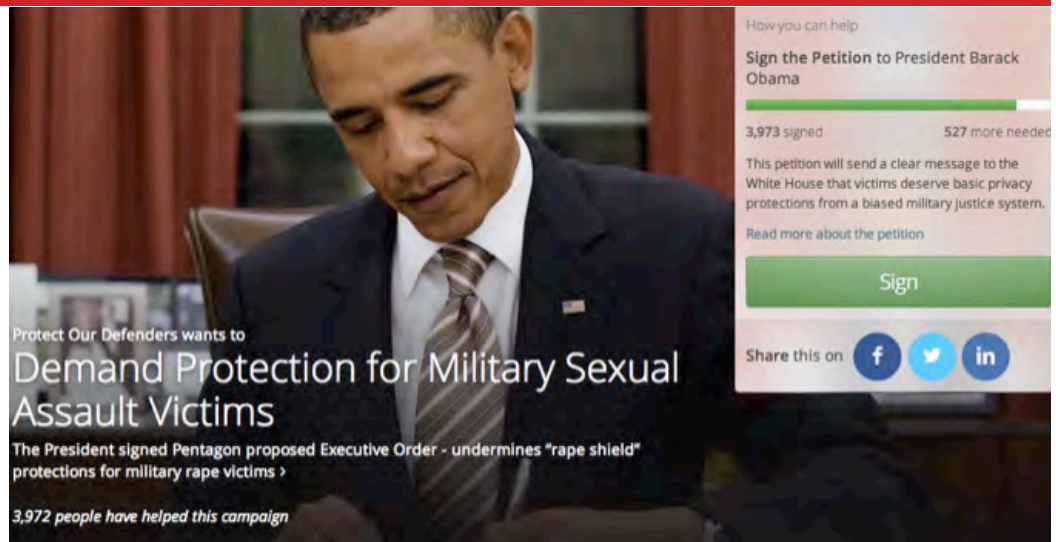 Protect Our Defenders wants to
Demand Protection for Military Sexual
Assault Victims
The President signed Pentagon proposed Executive Order - undermines “rape shield”
protections for military rape victims ›
3,972 people have helped this campaign
How you can help
Sign the Petition to President Barack
Obama
3,973 signed 527 more needed
This petition will send a clear message to the
White House that victims deserve basic privacy
protections from a biased military justice system.
Read more about the petition
Sign
Share this on f in